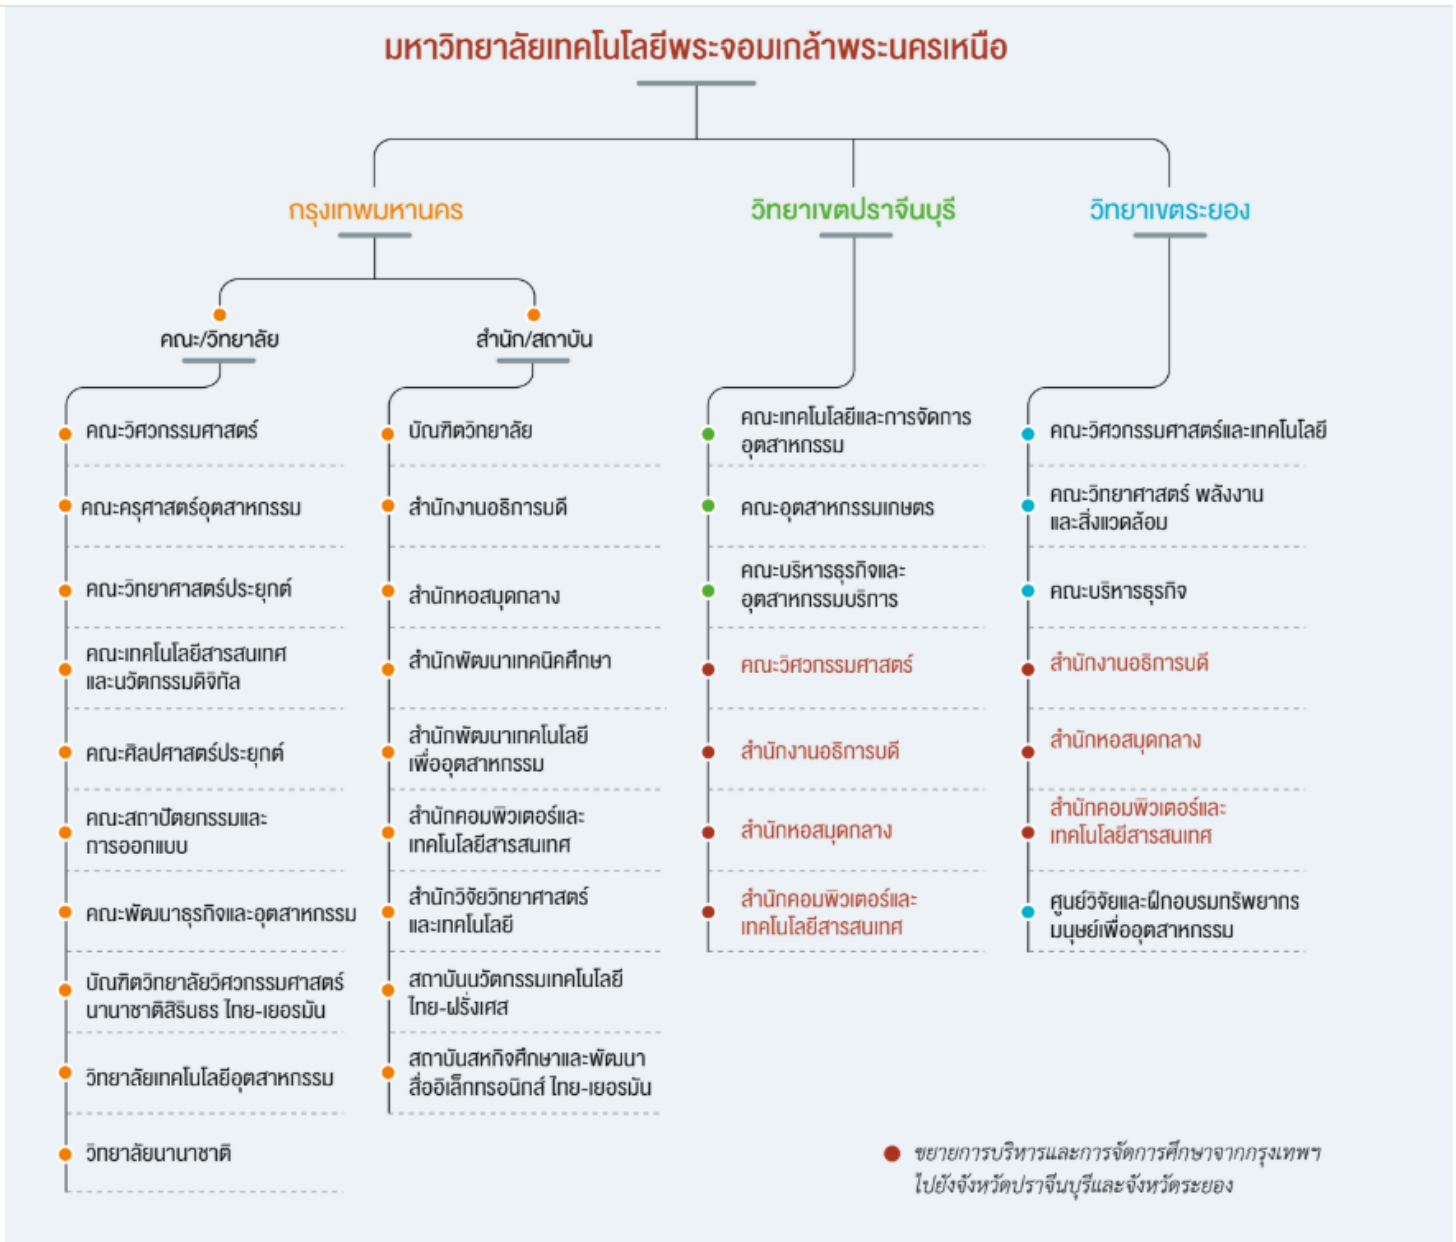 มหาวิทยาลัยเทคโนโลยีพระจอมเกล้าพระนครเหนือ
กรุงเทพมหานคร
คณะ/วิทยาลัย
คณะวิศวกรรมศาสตร์
คณะครุศาสตร์อุตสาหกรรม
คณะวิทยาศาสตร์ประยุกต์
คณะเทคโนโลยีสารสนเทศ
และนวัตกรรมดิจิทัล
คณะศิลปศาสตร์ประยุกต์
คณะสถาปัตยกรรมและ
การออกแบบ
คณะพัฒนาธุรกิจและอุตสาหกรรม
บัณฑิตวิทยาลัยวิศวกรรมศาสตร์
นานาชาติสิรินธร ไทย-เยอรมัน
วิทยาลัยเทคโนโลยีอุตสาหกรรม
วิทยาลัยนานาชาติ
สำนัก/สถาบัน
บัณฑิตวิทยาลัย
สำนักงานอธิการบดี
สำนักหอสมุดกลาง
สำนักพัฒนาเทคนิคศึกษา
สำนักพัฒนาเทคโนโลยี
เพื่ออุตสาหกรรม
สำนักคอมพิวเตอร์และ
เทคโนโลยีสารสนเทศ
สำนักวิจัยวิทยาศาสตร์
และเทคโนโลยี
สถาบันนวัตกรรมเทคโนโลยี
ไทย-ฝรั่งเศส
สถาบันสหกิจศึกษาและพัฒนา
สื่ออิเล็กทรอนิกส์ ไทย-เยอรมัน
วิทยาเขตปราจีนบุรี
คณะเทคโนโลยีและการจัดการ
อุตสาหกรรม
คณะอุตสาหกรรมเกษตร
คณะบริหารธุรกิจและ
อุตสาหกรรมบริการ
คณะวิศวกรรมศาสตร์
สำนักงานอธิการบดี
สำนักหอสมุดกลาง
สำนักคอมพิวเตอร์และ
เทคโนโลยีสารสนเทศ
วิทยาเขตระยอง
คณะวิศวกรรมศาสตร์และเทคโนโลยี
คณะวิทยาศาสตร์ พลังงาน
และสิ่งแวดล้อม
คณะบริหารธุรกิจ
สำนักงานอธิการบดี
สำนักหอสมุดกลาง
สำนักคอมพิวเตอร์และ
เทคโนโลยีสารสนเทศ
ศูนย์วิจัยและฝึกอบรมทรัพยากร
มนุษย์เพื่ออุตสาหกรรม
ขยายการบริหารและการจัดการศึกษาจากกรุงเทพฯ
ไปยังจังหวัดปราจีนบุรีและจังหวัดระยอง